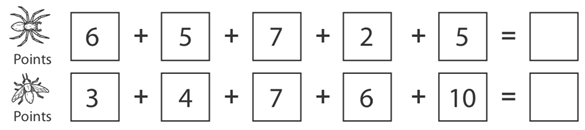 Points 6 + 5 + 7 + 2 + 5 =
Points 3 + 4 + 7 + 6 + 10 =